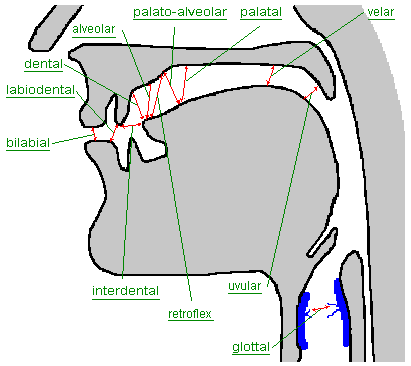 palato-alveolar
palatal
velar
alveolar
dental
labiodental
bilabial
interdental
uvular
retroflex
glottal